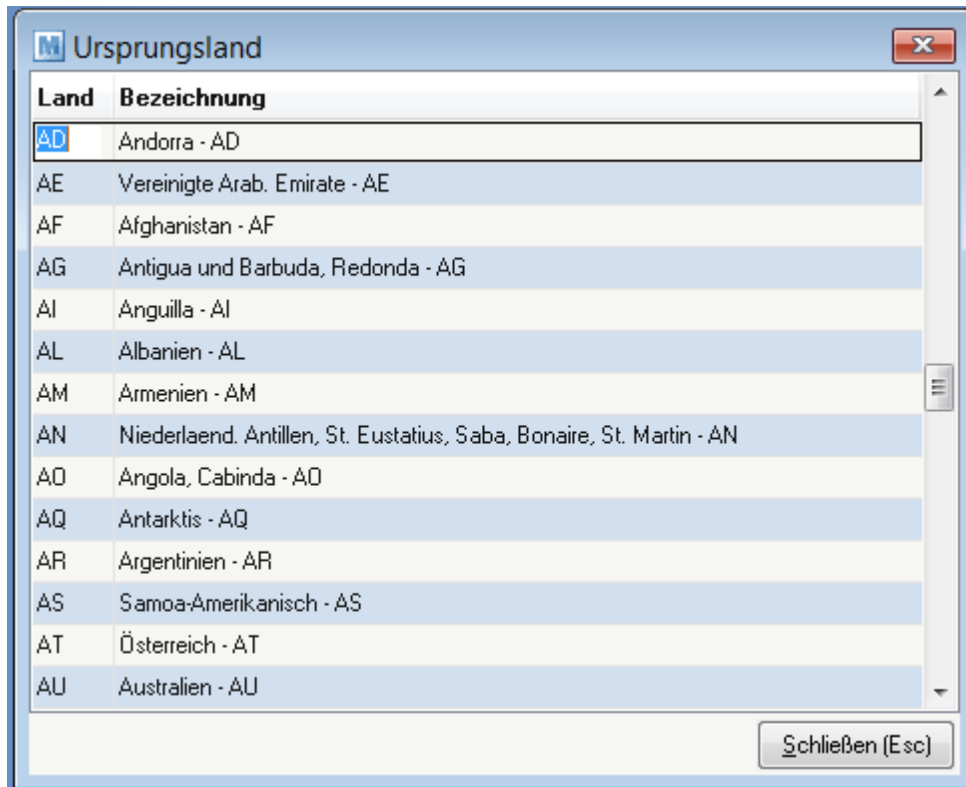 M Ursprungsland
Land Bezeichnung
AD Andorra - AD
AE Vereinigte Arab. Emirate - AE
AF Afghanistan - AF
AG Antigua und Barbuda, Redonda - AG
AI Anguilla - AI
AL Albanien - AL
AM Armenien - AM
AN Niederlaend. Antillen, St. Eustatius, Saba, Bonaire, St. Martin - AN
AO Angola, Cabinda - AO
AQ Antarktis - AQ
AR Argentinien - AR
AS Samoa-Amerikanisch - AS
AT Österreich - AT
AU Australien - AU
Schließen (Esc)